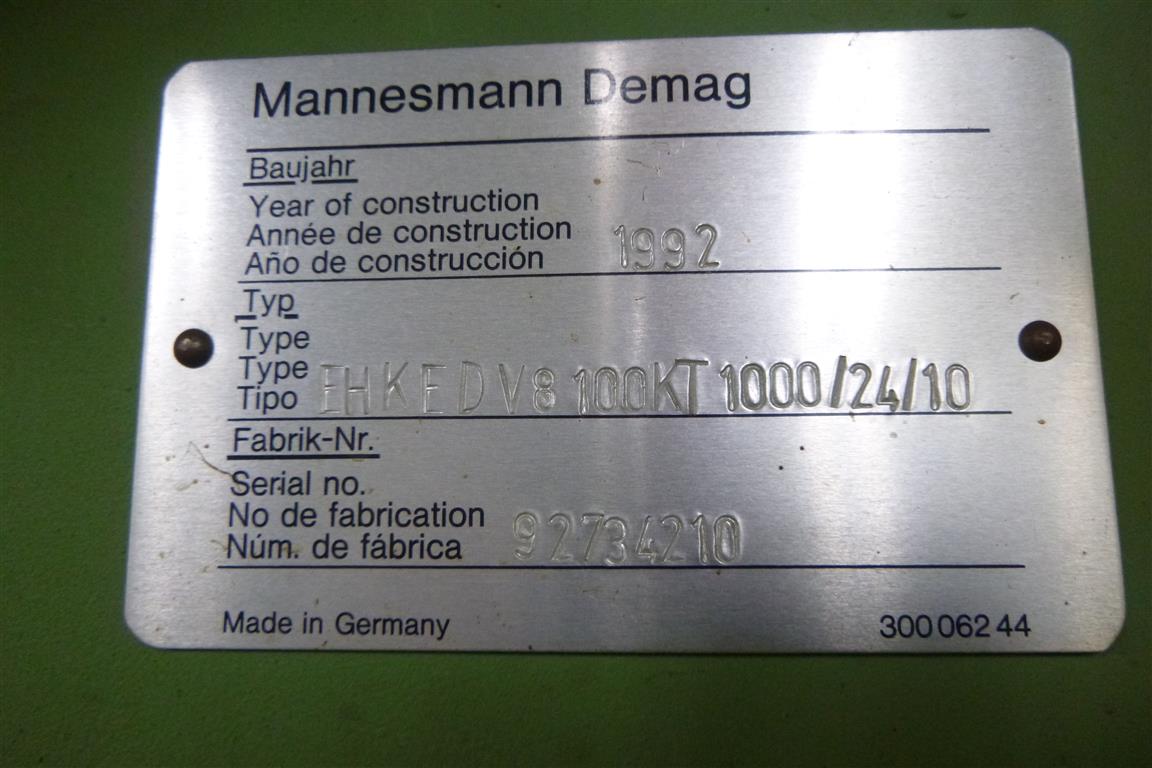 Mannesmann Demag
Baujahr
Year of construction
Année de construction
Año de construcción 1992
Typ
Type
Type
Tipo EHKEDV8 100KT 1000/24/10
Fabrik-Nr.
Serial no.
No de fabrication
Núm. de fábrica 92734210
Made in Germany 300 062 44